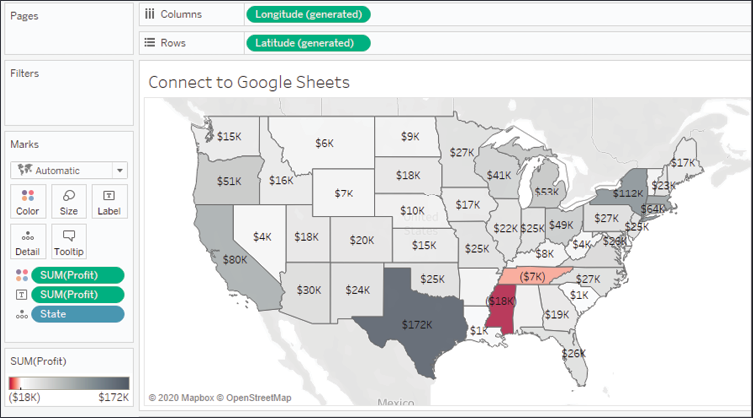 Pages
Columns
Longitude (generated)
Rows
Latitude (generated)
Filters
Connect to Google Sheets
Marks
Automatic
Color
Size
Label
Detail
Tooltip
SUM(Profit)
SUM(Profit)
State
SUM(Profit)
($18K)
$172K
$15K
$6K
$9K
$27K
$17K
$51K
$16K
$18K
$41K
$53K
$112K
$23K
$7K
$64K
$10K
$17K
$27K
$25K
$4K
$18K
$20K
$22K
$25K
$49K
$4K
$80K
$15K
$25K
$8K
$30K
$24K
$25K
($7K)
$27K
($18K)
$1K
$19K
$172K
$1K
$26K
United
States
Mexico
© 2020 Mapbox © OpenStreetMap